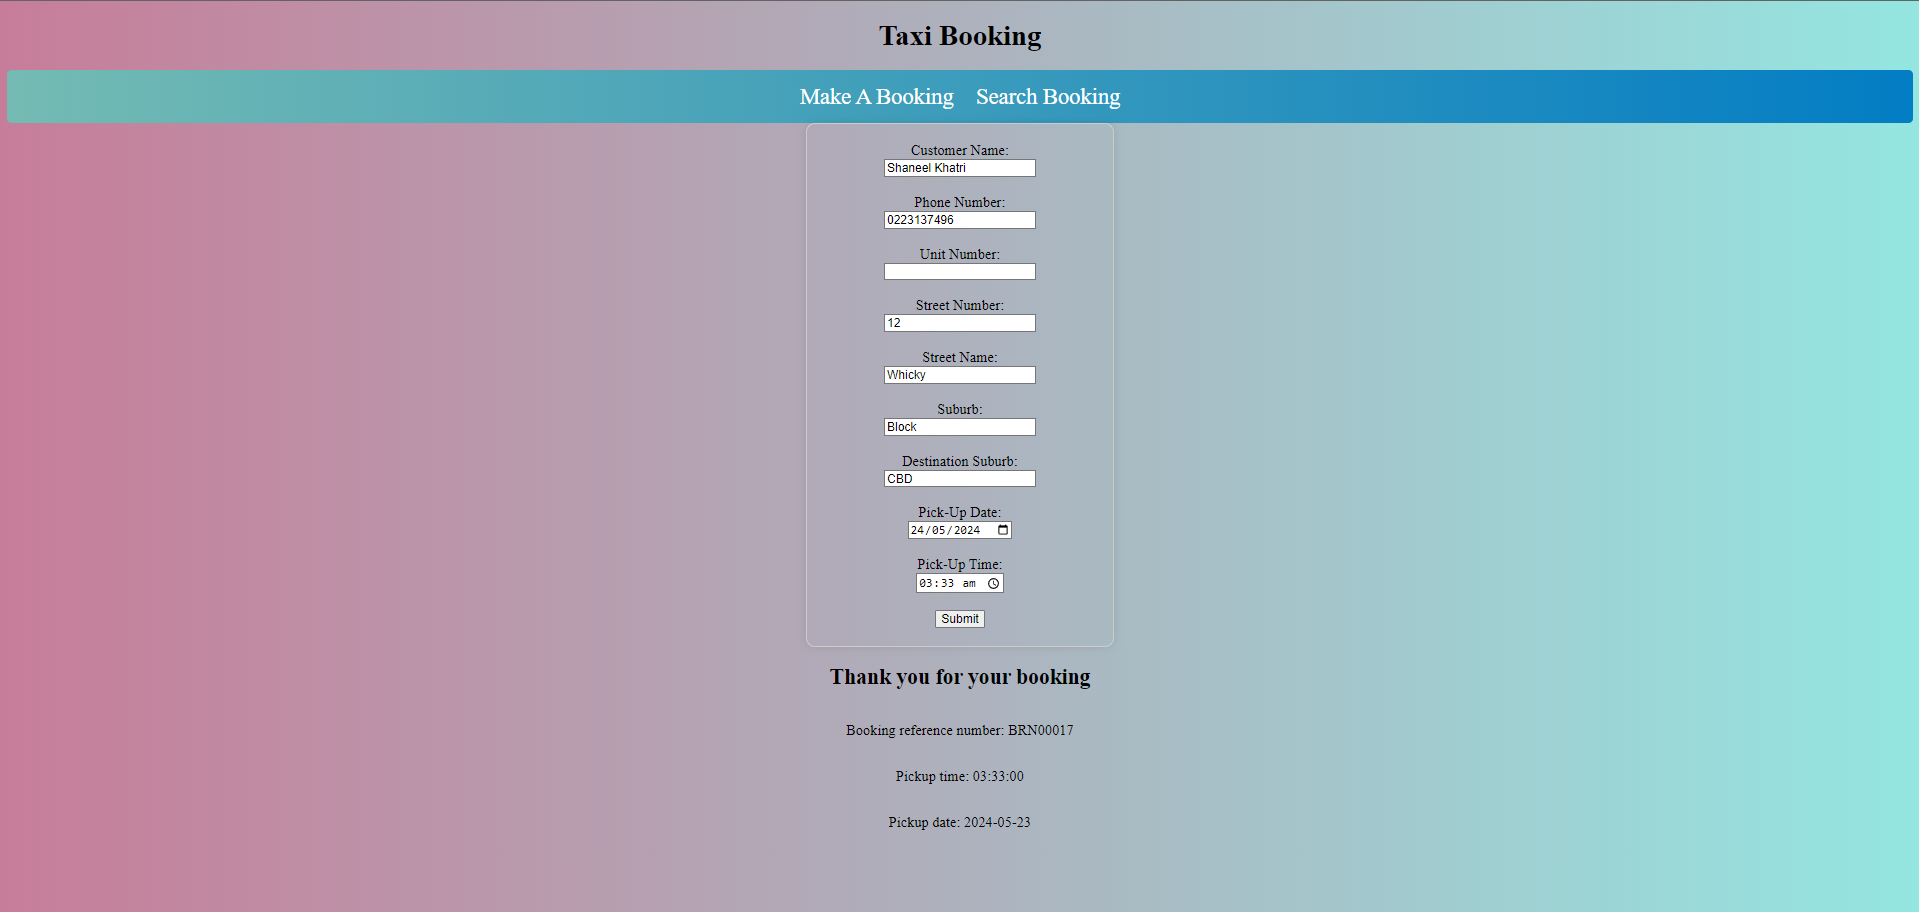 Taxi Booking
Make A Booking Search Booking
Customer Name:
Shaneel Khatri
Phone Number:
0223137496
Unit Number:
Street Number:
12
Street Name:
Whicky
Suburb:
Block
Destination Suburb:
CBD
Pick-Up Date:
24/05/2024
Pick-Up Time:
03:33 am
Submit
Thank you for your booking
Booking reference number: BRN00017
Pickup time: 03:33:00
Pickup date: 2024-05-23